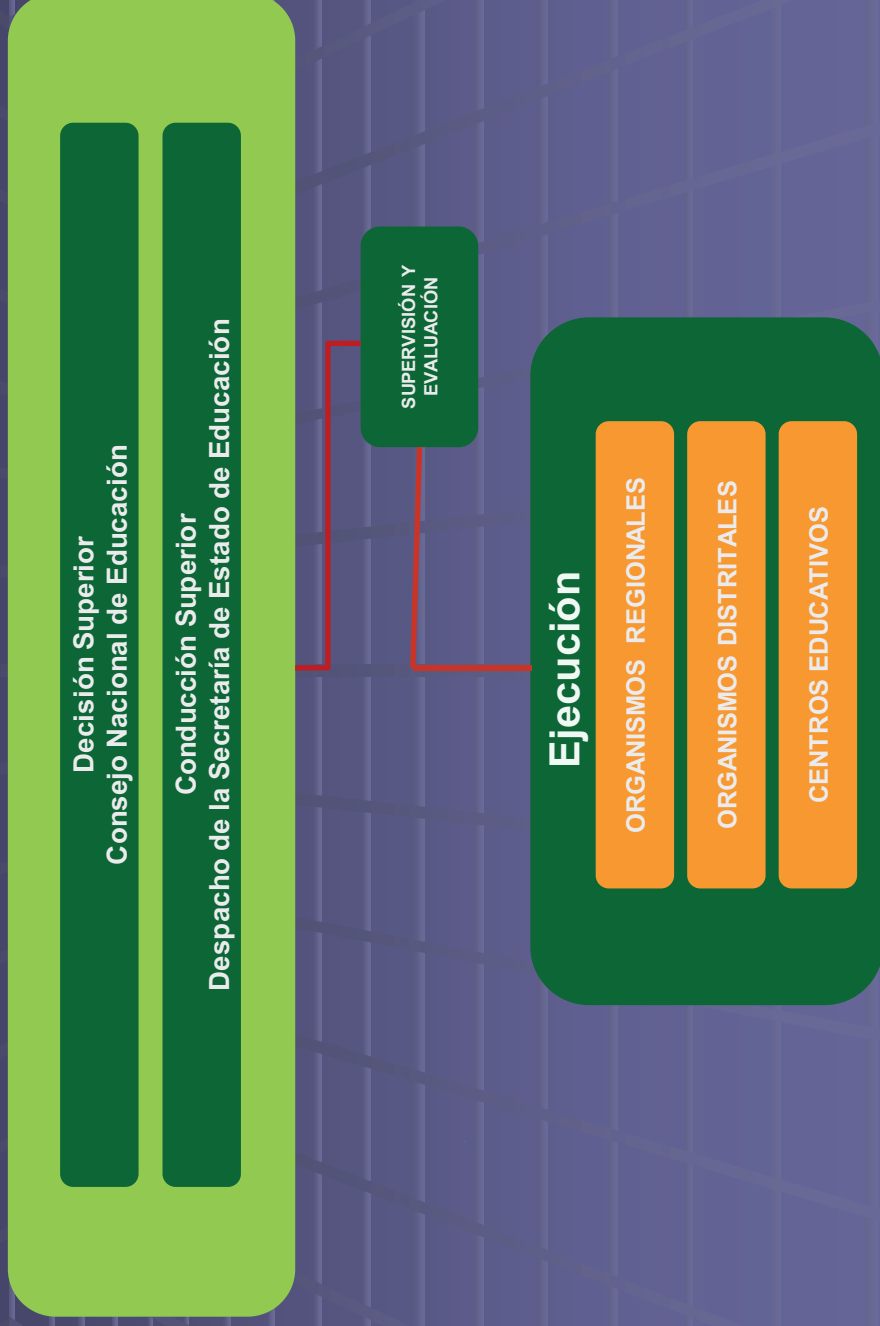 Decisión Superior
Consejo Nacional de Educación
Conducción Superior
Despacho de la Secretaría de Estado de Educación
SUPERVISIÓN Y
EVALUACIÓN
Ejecución
ORGANISMOS REGIONALES
ORGANISMOS DISTRITALES
CENTROS EDUCATIVOS